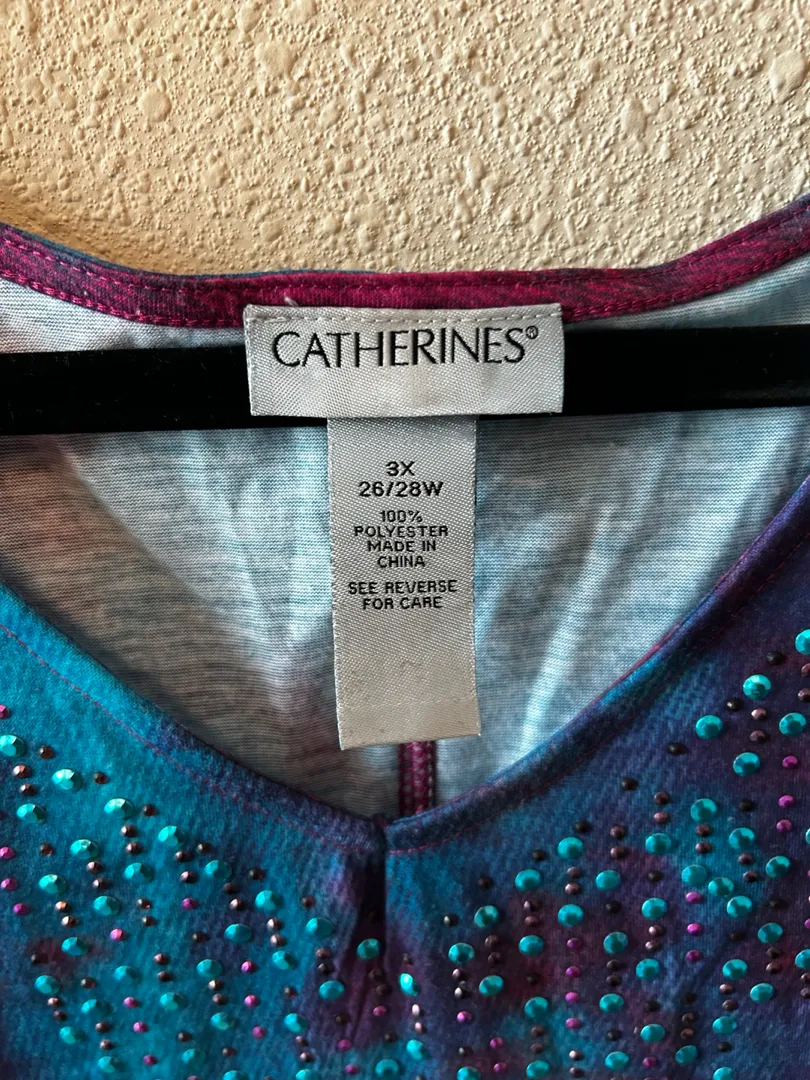 CATHERINES®
3X
26/28W
100%
POLYESTER
MADE IN
CHINA
SEE REVERSE
FOR CARE